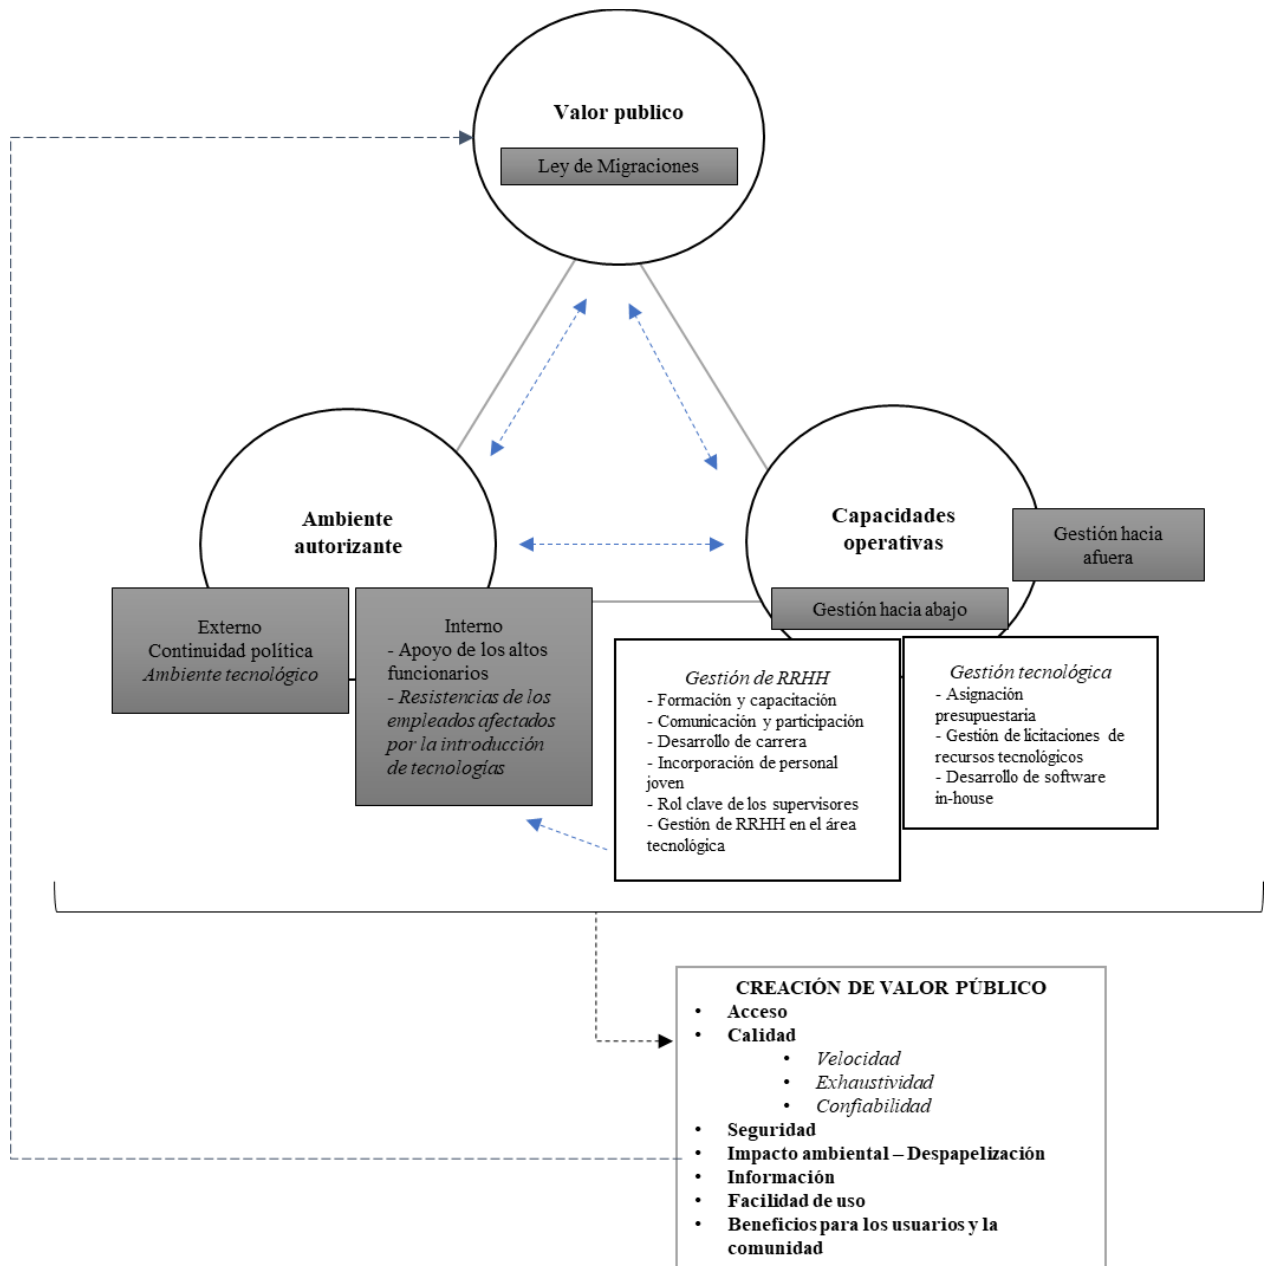 Valor publico
Ley de Migraciones
Ambiente
autorizante
Capacidades
operativas
Gestión hacia
afuera
Gestión hacia abajo
Externo
Continuidad política
Ambiente tecnológico
Interno
- Apoyo de los altos
funcionarios
- Resistencias de los
empleados afectados
por la introducción
de tecnologías
Gestión de RRHH
- Formación y capacitación
- Comunicación y participación
- Desarrollo de carrera
- Incorporación de personal
joven
- Rol clave de los supervisores
- Gestión de RRHH en el área
tecnológica
Gestión tecnológica
- Asignación
presupuestaria
- Gestión de licitaciones de
recursos tecnológicos
- Desarrollo de software
in-house
CREACIÓN DE VALOR PÚBLICO
• Acceso
• Calidad
• Velocidad
• Exhaustividad
• Confiabilidad
• Seguridad
• Impacto ambiental – Despapelización
• Información
• Facilidad de uso
• Beneficios para los usuarios y la
comunidad